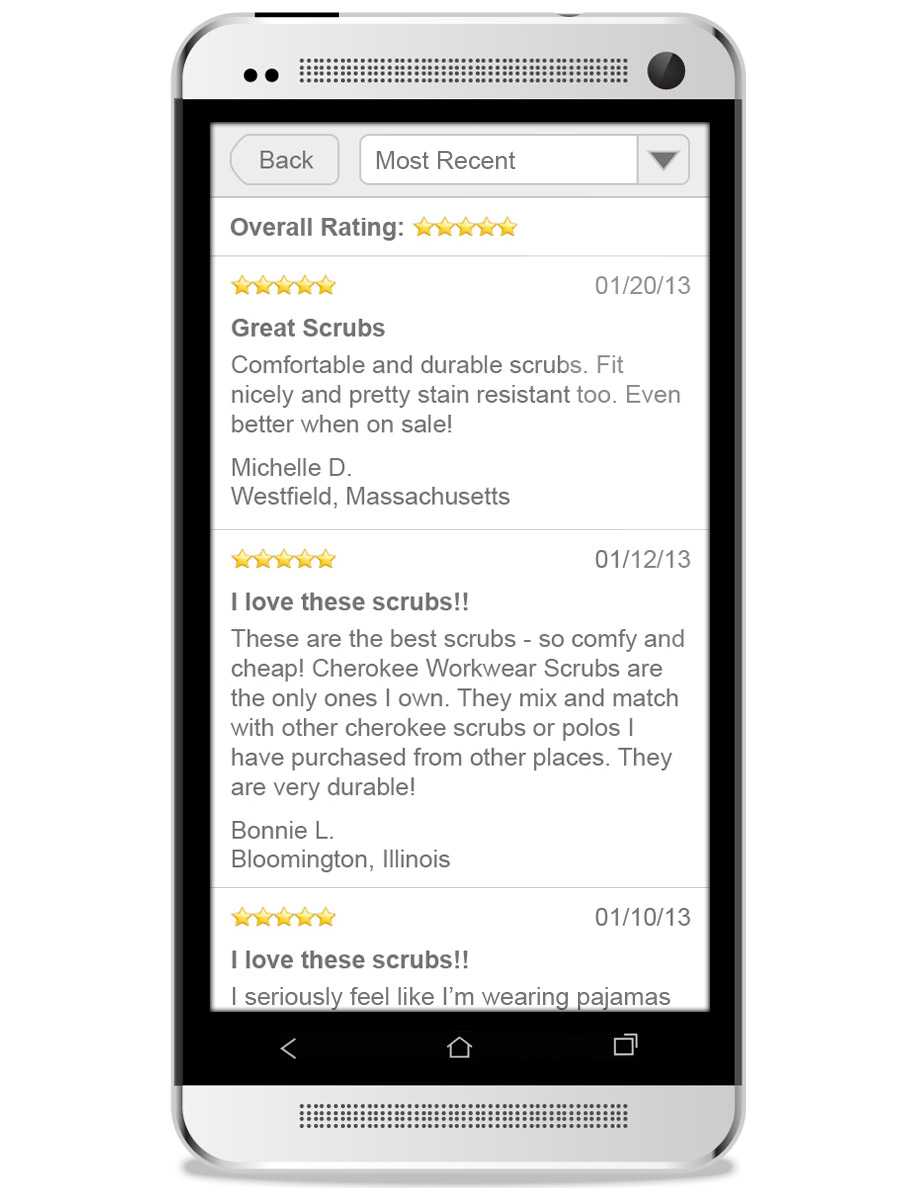 Back
Most Recent
Overall Rating:
01/20/13
Great Scrubs
Comfortable and durable scrubs. Fit
nicely and pretty stain resistant too. Even
better when on sale!
Michelle D.
Westfield, Massachusetts
01/12/13
I love these scrubs!!
These are the best scrubs - so comfy and
cheap! Cherokee Workwear Scrubs are
the only ones I own. They mix and match
with other cherokee scrubs or polos I
have purchased from other places. They
are very durable!
Bonnie L.
Bloomington, Illinois
01/10/13
I love these scrubs!!
I seriously feel like I’m wearing pajamas